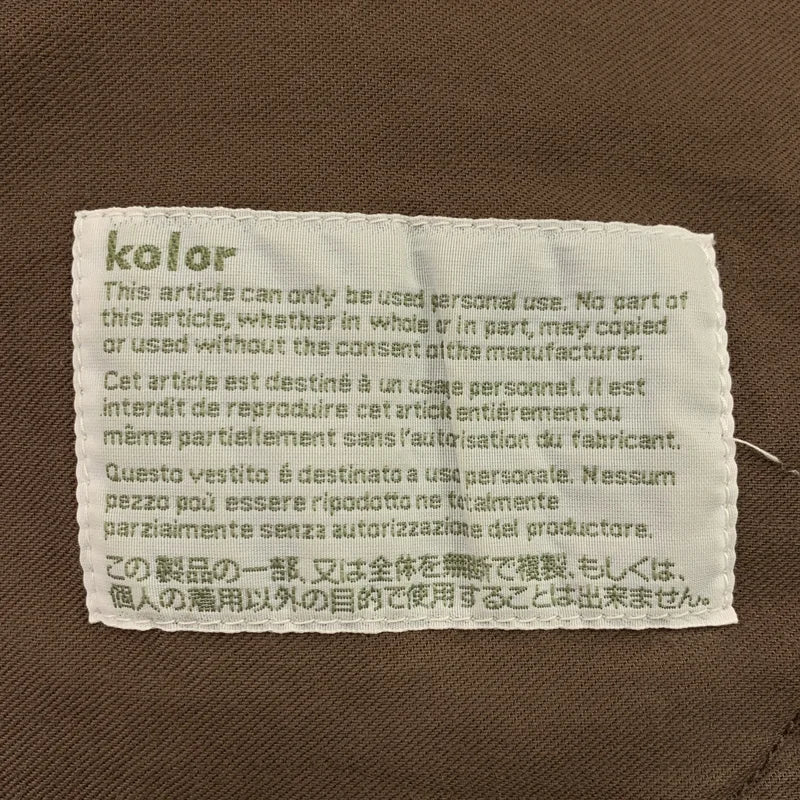 kolor
This article can only be used personal use. No part of
this article, whether in whole or in part, may copied
or used without the consent of the manufacturer.
Cet article est destiné à un usage personnel. Il est
interdit de reproduire cet article entiérement ou
même partiellement sans l'autorisation du fabricant.
Questo vestito é destinato a uso personale. Nessum
pezzo poù essere ripodotto ne totalmente
parziaimente senza autorizzazione del productore.
この製品の一部、又は全体を無断で複製、もしくは、
個人の着用以外の目的で使用することは出来ません。